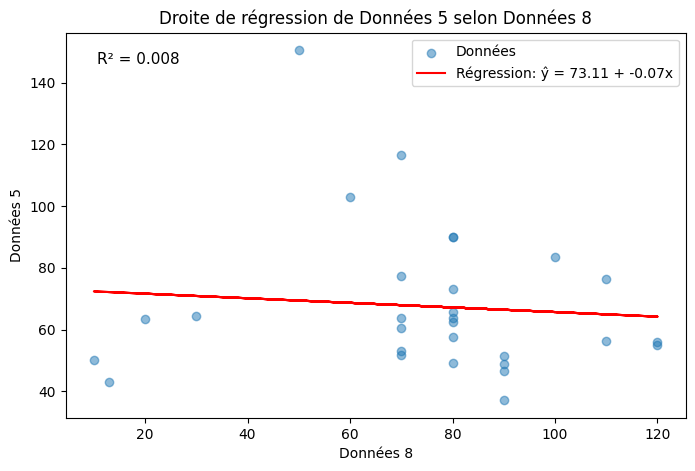 Droite de régression de Données 5 selon Données 8
R² = 0.008
Données
Régression: ŷ = 73.11 + -0.07x
Données 5
140
120
100
80
60
40
20
40
60
80
100
120
Données 8